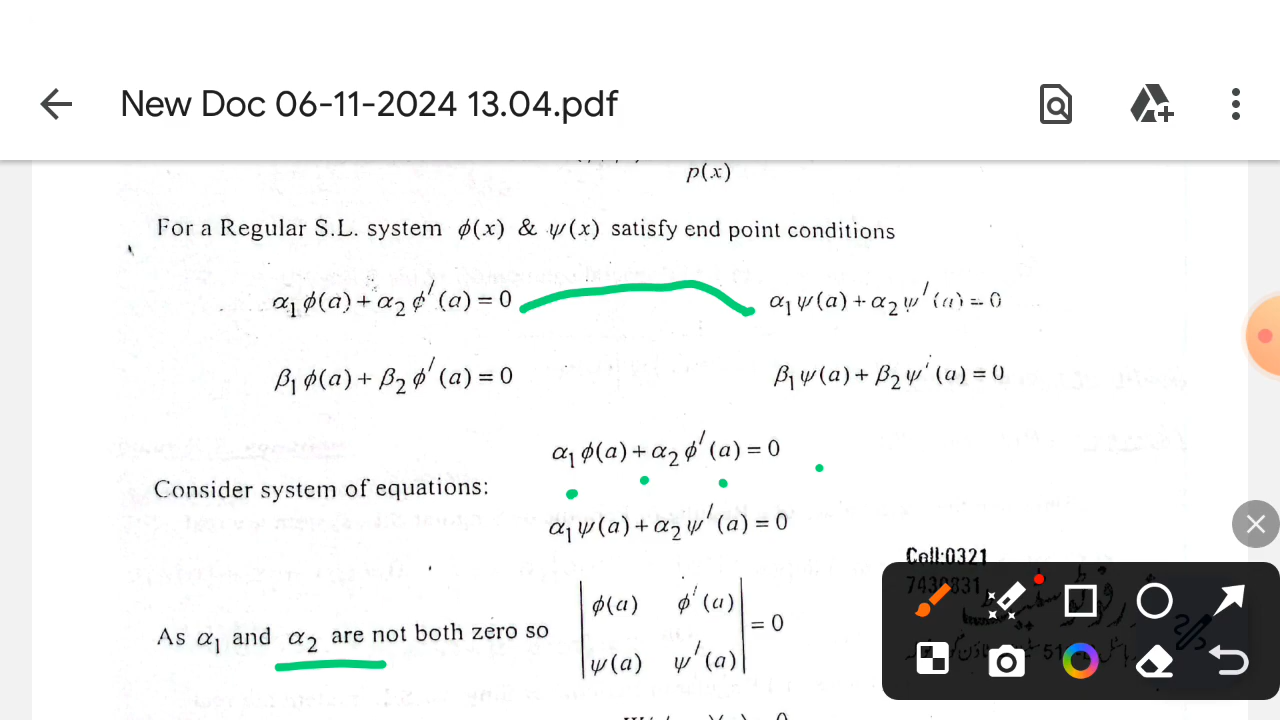 New Doc 06-11-2024 13.04.pdf
p(x)
For a Regular S.L. system ϕ(x) & ψ(x) satisfy end point conditions
α₁ϕ(a) + α₂ϕ′(a) = 0 α₁ψ(a) + α₂ψ′(a) = 0
β₁ϕ(a) + β₂ϕ′(a) = 0 β₁ψ(a) + β₂ψ′(a) = 0
α₁ϕ(a) + α₂ϕ′(a) = 0
Consider system of equations:
α₁ψ(a) + α₂ψ′(a) = 0
Cell:0321
7430831
ϕ(a) ϕ′(a)
As α₁ and α₂ are not both zero so = 0
ψ(a) ψ′(a)